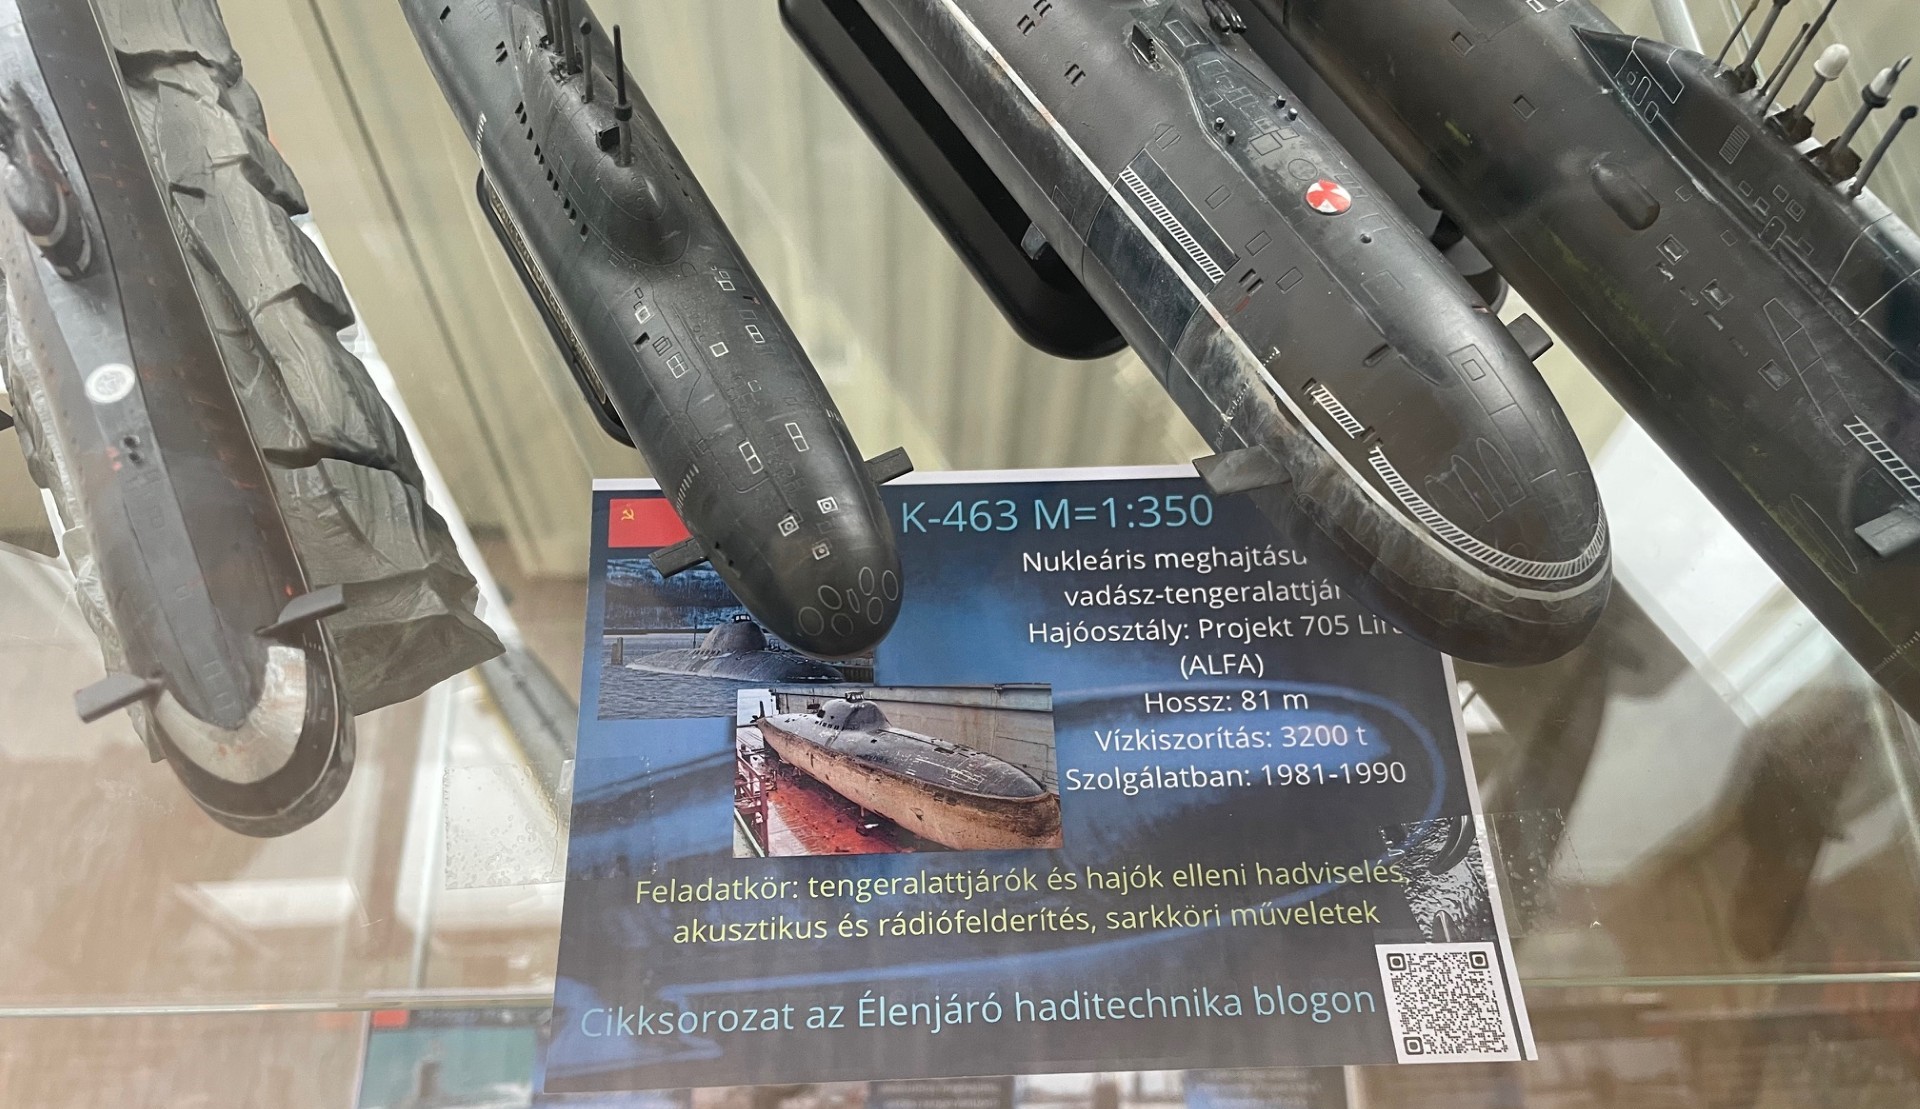 K-463 M=1:350
Nukleáris meghajtású
vadász-tengeralattjár
Hajóosztály: Projekt 705
(ALFA)
Hossz: 81 m
Vízkiszorítás: 3200 t
Szolgálatban: 1981-1990
Feladatkör: tengeralattjárók és hajók elleni hadviselés,
akusztikus és rádiófelderítés, sarkköri műveletek
Cikksorozat az Élenjáró haditechnika blogon